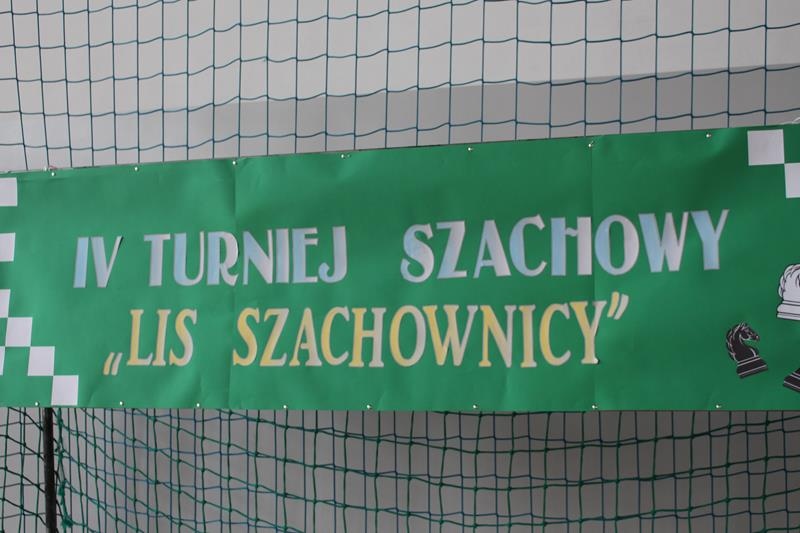 IV TURNIEJ SZACHOWY
„LIS SZACHOWNICY”